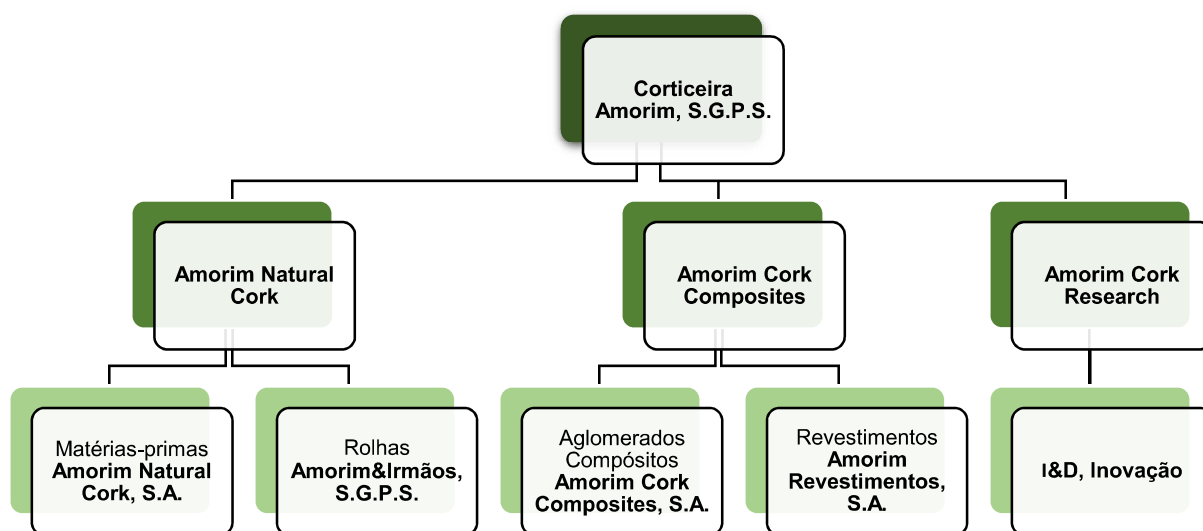 Corticeira
Amorim, S.G.P.S.
Amorim Natural
Cork
Amorim Cork
Composites
Amorim Cork
Research
Matérias-primas
Amorim Natural
Cork, S.A.
Rolhas
Amorim&Irmãos,
S.G.P.S.
Aglomerados
Compósitos
Amorim Cork
Composites, S.A.
Revestimentos
Amorim
Revestimentos,
S.A.
I&D, Inovação